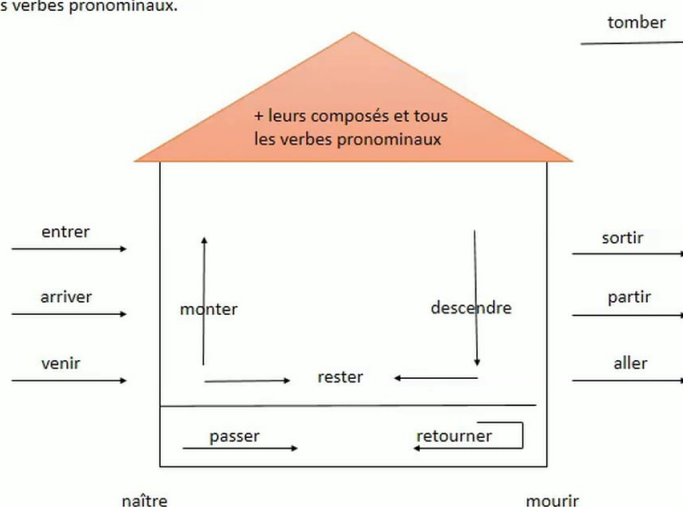 s verbes pronominaux.
tomber
+ leurs composés et tous
les verbes pronominaux
entrer
sortir
arriver
monter
descendre
partir
venir
rester
aller
passer
retourner
naître
mourir